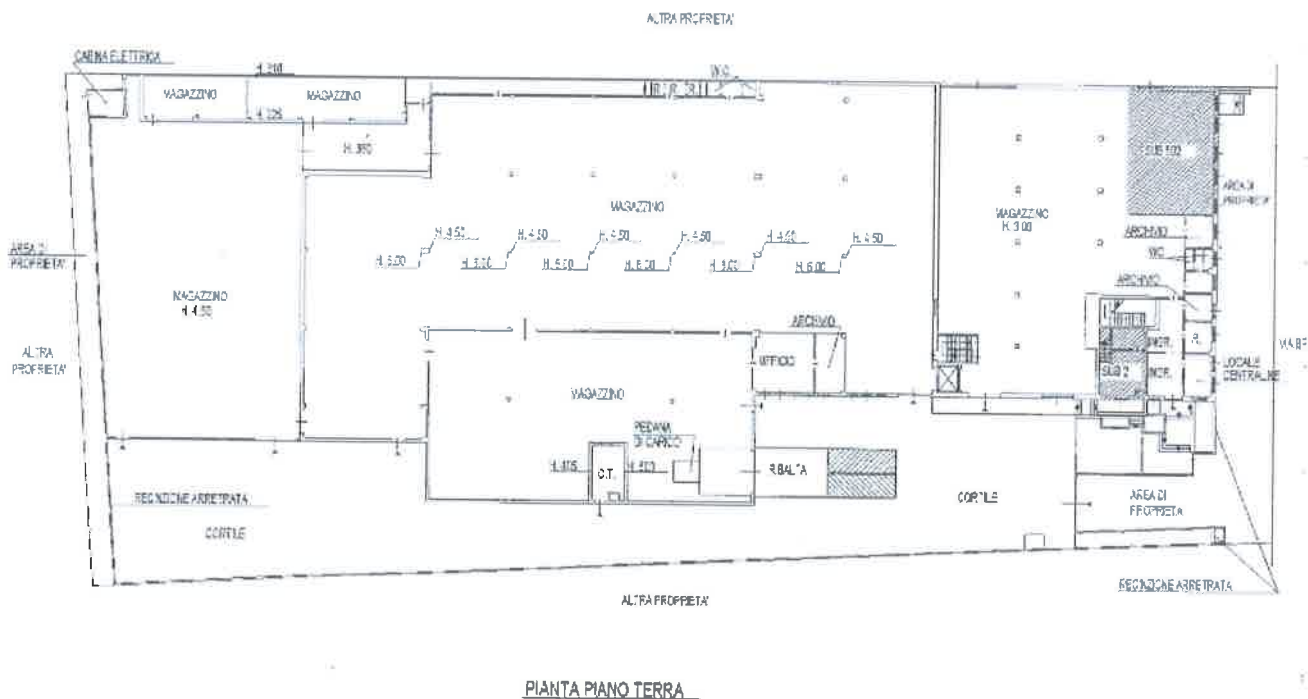 ALTRA PROPRIETA'
CABINA ELETTRICA
MAGAZZINO
MAGAZZINO
W.C.
R. R. R.
H. 3.50
SUB 502
AREA DI
PROPRIETA'
MAGAZZINO
MAGAZZINO
H. 3.00
ARCHIVIO
W.C.
ARCHIVIO
H. 4.50
H. 4.50
H. 4.50
H. 4.50
H. 4.50
H. 4.50
H. 6.00
H. 6.00
H. 6.00
H. 6.00
H. 6.00
H. 6.00
AREA DI
PROPRIETA'
MAGAZZINO
H. 4.50
ALTRA
PROPRIETA'
ARCHIVIO
UFFICIO
INGR.
R.
SUB 2
INGR.
LOCALE
CENTRALINE
VIA BE
MAGAZZINO
PEDANA
DI CARICO
C.T.
RIBALTA
RECINZIONE ARRETRATA
CORTILE
CORTILE
AREA DI
PROPRIETA'
RECINZIONE ARRETRATA
ALTRA PROPRIETA'
PIANTA PIANO TERRA